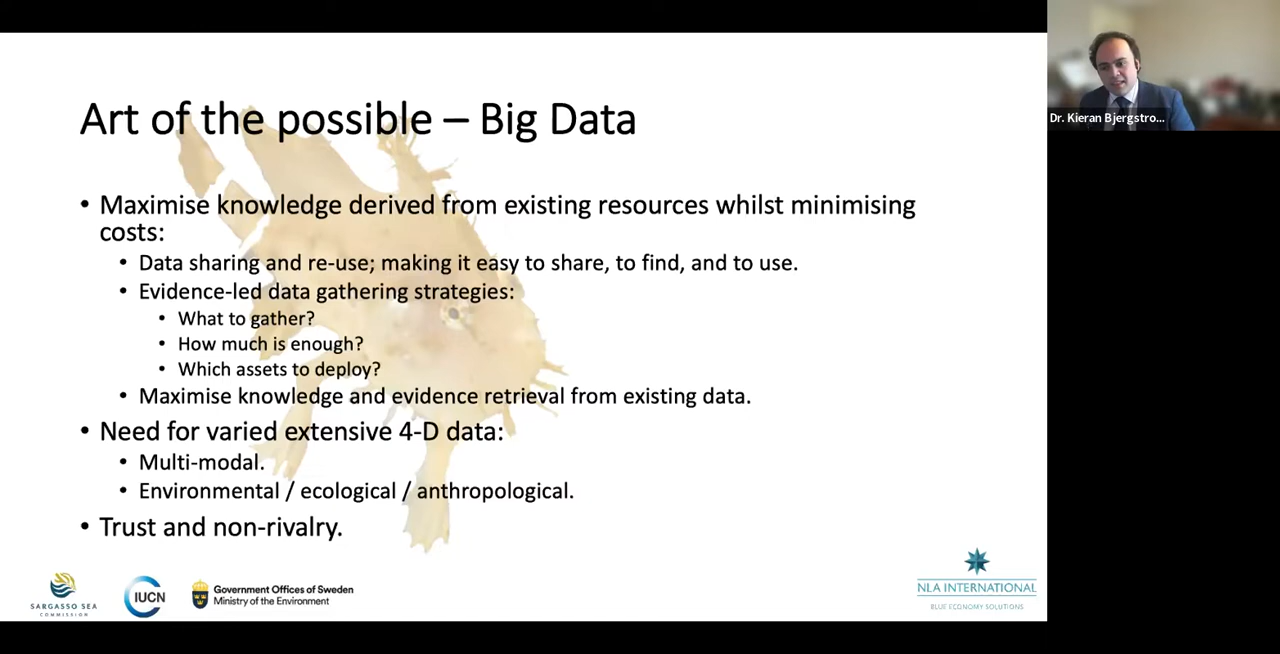 Art of the possible – Big Data
Dr. Kieran Bjergstro...
• Maximise knowledge derived from existing resources whilst minimising
costs:
• Data sharing and re-use; making it easy to share, to find, and to use.
• Evidence-led data gathering strategies:
• What to gather?
• How much is enough?
• Which assets to deploy?
• Maximise knowledge and evidence retrieval from existing data.
• Need for varied extensive 4-D data:
• Multi-modal.
• Environmental / ecological / anthropological.
• Trust and non-rivalry.
SARGASSO SEA
COMMISSION
IUCN
Government Offices of Sweden
Ministry of the Environment
NLA INTERNATIONAL
BLUE ECONOMY SOLUTIONS